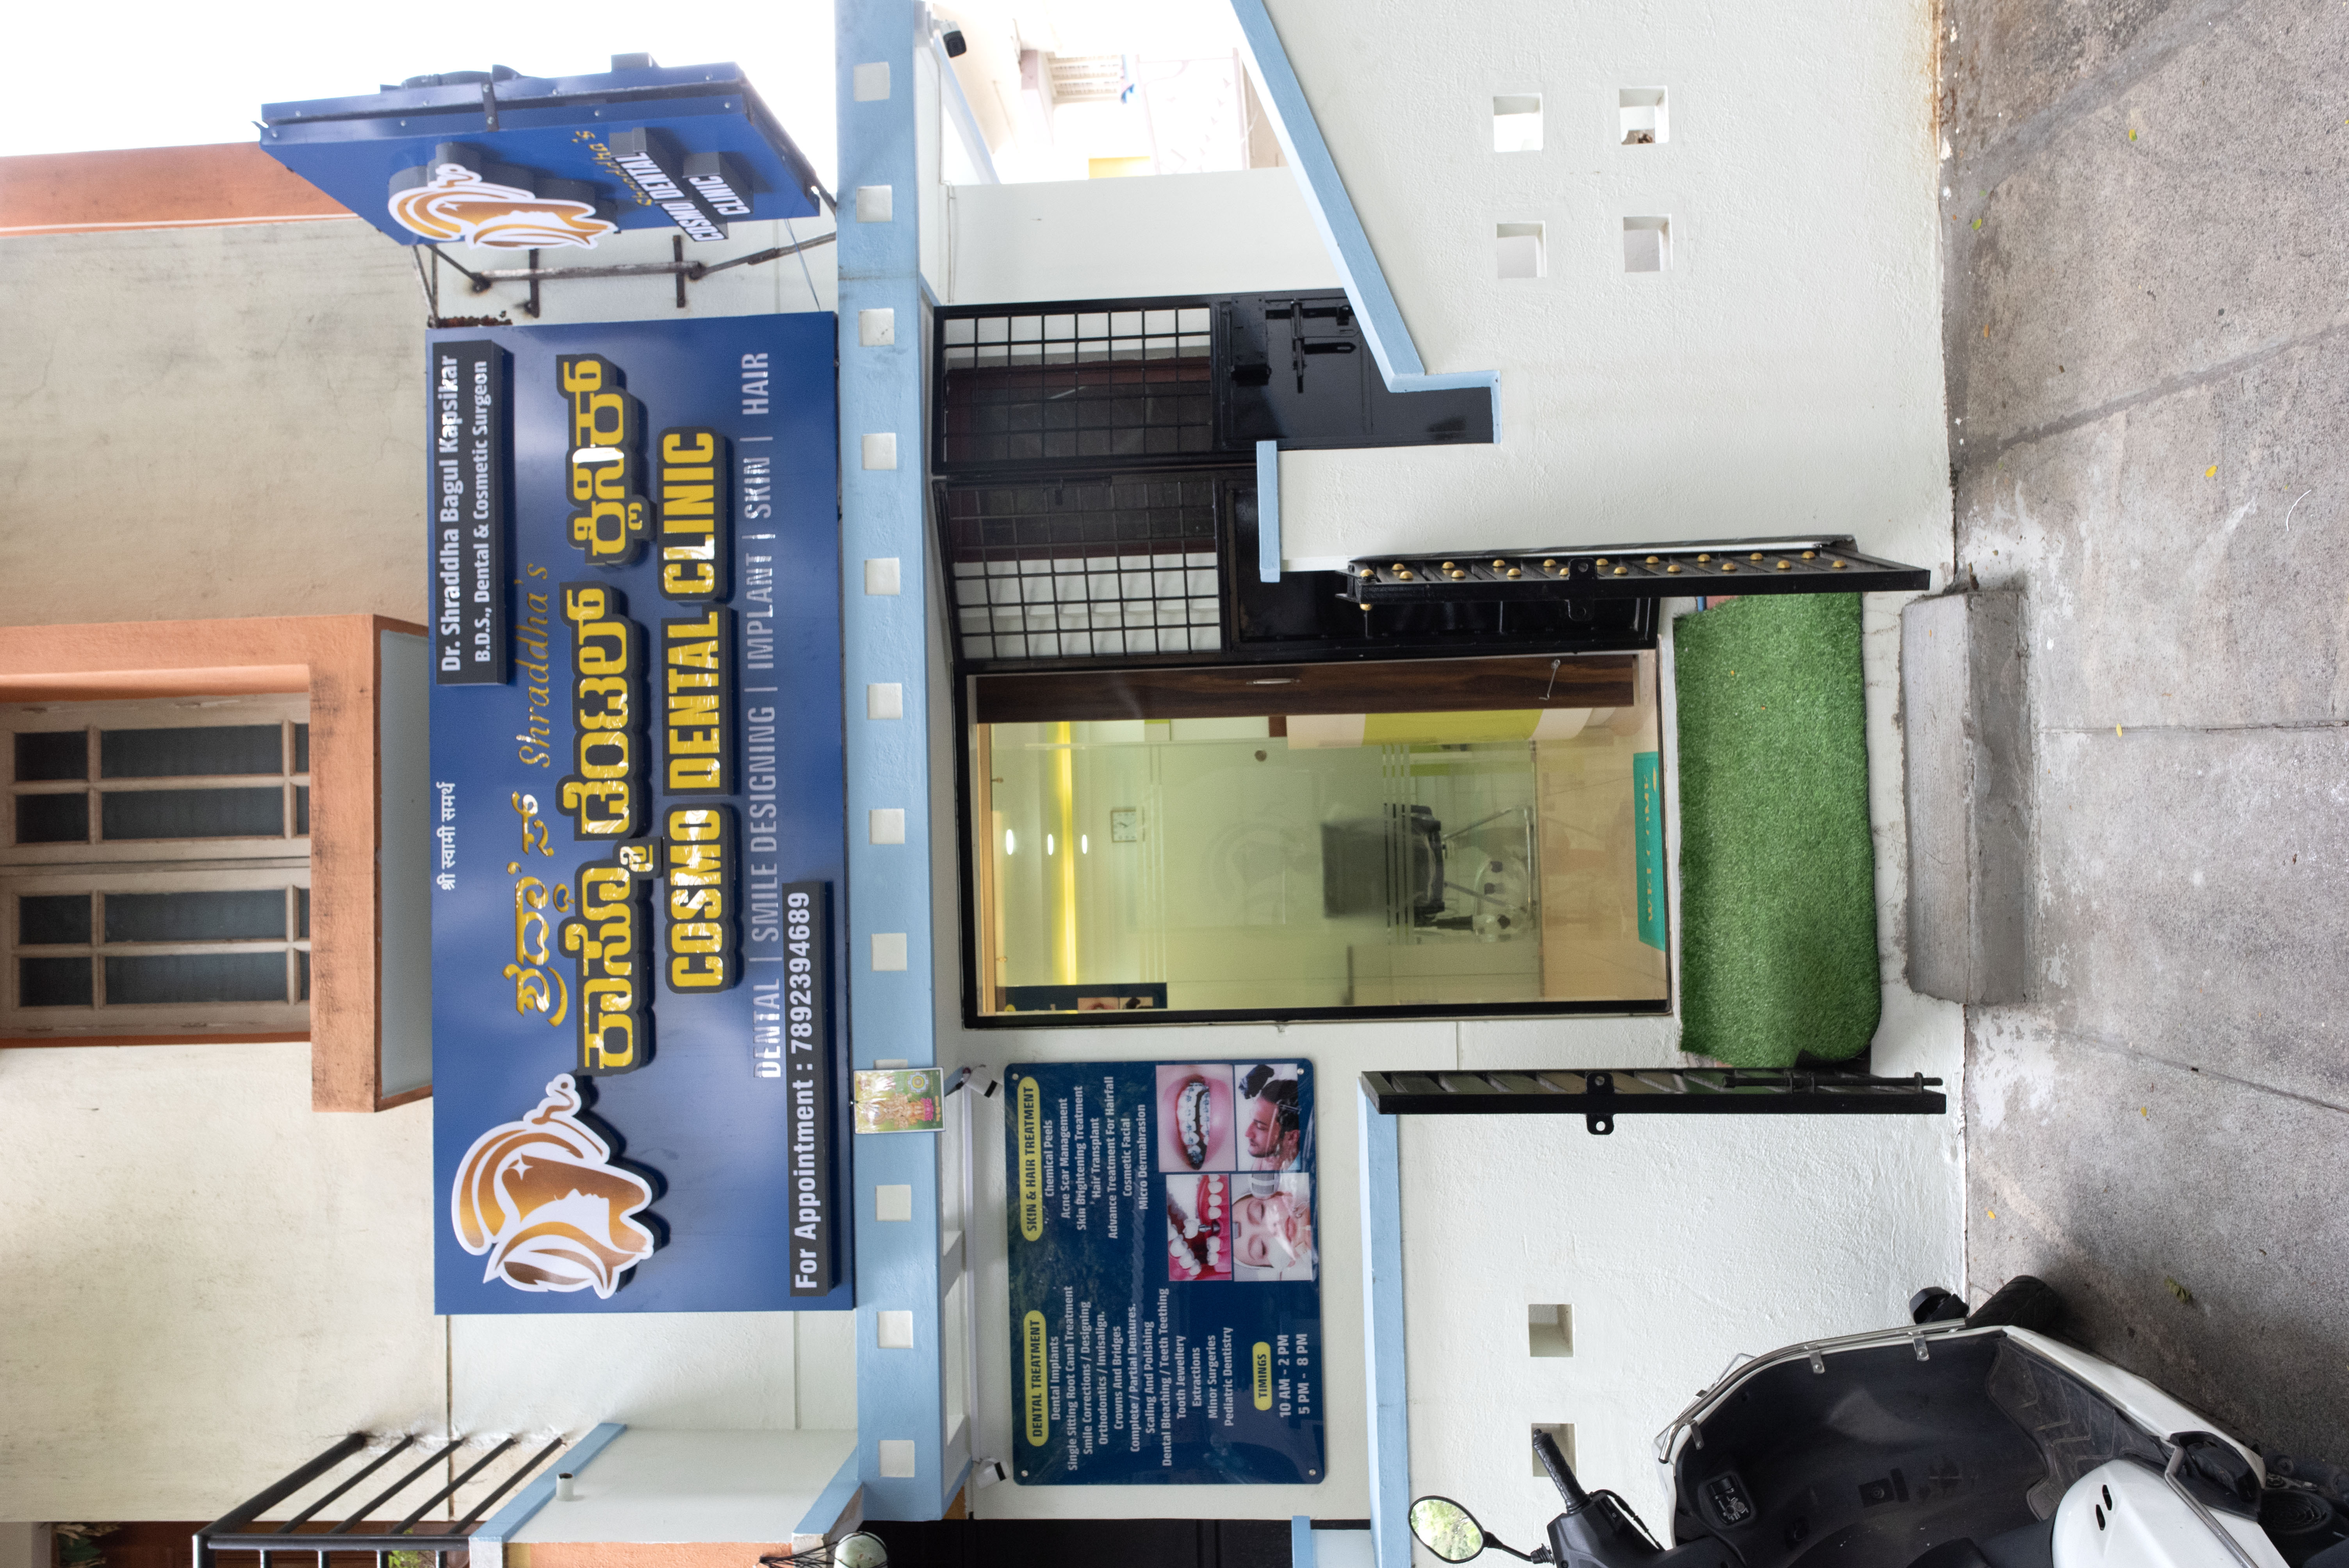 श्री स्वामी समर्थ
Dr. Shraddha Bagul Kapsikar
B.D.S., Dental & Cosmetic Surgeon
ಶ್ರದ್ಧಾ'ಸ್ Shraddha's
ಕಾಸ್ಮೋ ಡೆಂಟಲ್ ಕ್ಲಿನಿಕ್
COSMO DENTAL CLINIC
DENTAL | SMILE DESIGNING | IMPLANT | SKIN | HAIR
For Appointment : 7892394689
Shraddha's
COSMO DENTAL
CLINIC
DENTAL TREATMENT
Dental Implants
Single Sitting Root Canal Treatment
Smile Corrections / Designing
Orthodontics / Invisalign.
Crowns And Bridges
Complete / Partial Dentures.
Scaling And Polishing
Dental Bleaching / Teeth Teething
Tooth Jewellery
Extractions
Minor Surgeries
Pediatric Dentistry
TIMINGS
10 AM - 2 PM
5 PM - 8 PM
SKIN & HAIR TREATMENT
Chemical Peels
Acne Scar Management
Skin Brightening Treatment
Hair Transplant
Advance Treatment For Hairfall
Cosmetic Facial
Micro Dermabrasion
WELCOME